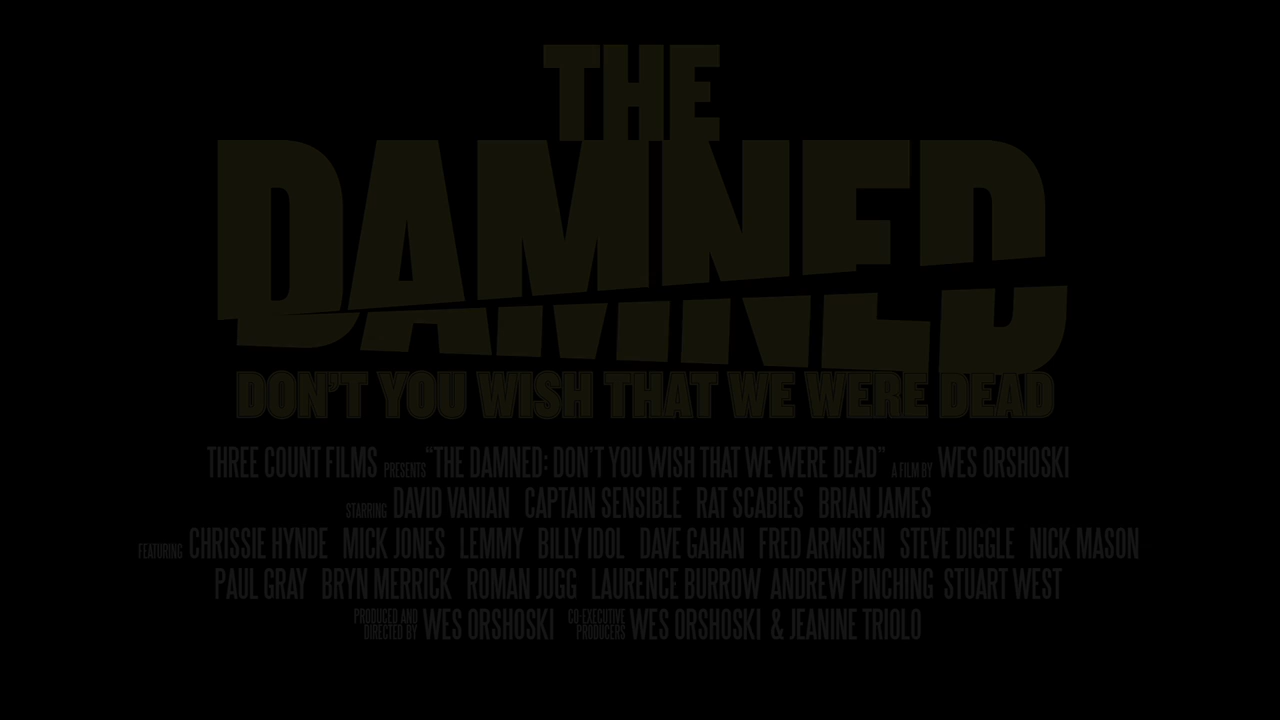 THE
DAMNED
DON'T YOU WISH THAT WE WERE DEAD
THREE COUNT FILMS PRESENTS "THE DAMNED: DON'T YOU WISH THAT WE WERE DEAD" A FILM BY WES ORSHOSKI
STARRING DAVID VANIAN CAPTAIN SENSIBLE RAT SCABIES BRIAN JAMES
FEATURING CHRISSIE HYNDE MICK JONES LEMMY BILLY IDOL DAVE GAHAN FRED ARMISEN STEVE DIGGLE NICK MASON
PAUL GRAY BRYN MERRICK ROMAN JUGG LAURENCE BURROW ANDREW PINCHING STUART WEST
PRODUCED AND DIRECTED BY WES ORSHOSKI CO-EXECUTIVE PRODUCERS WES ORSHOSKI & JEANINE TRIOLO